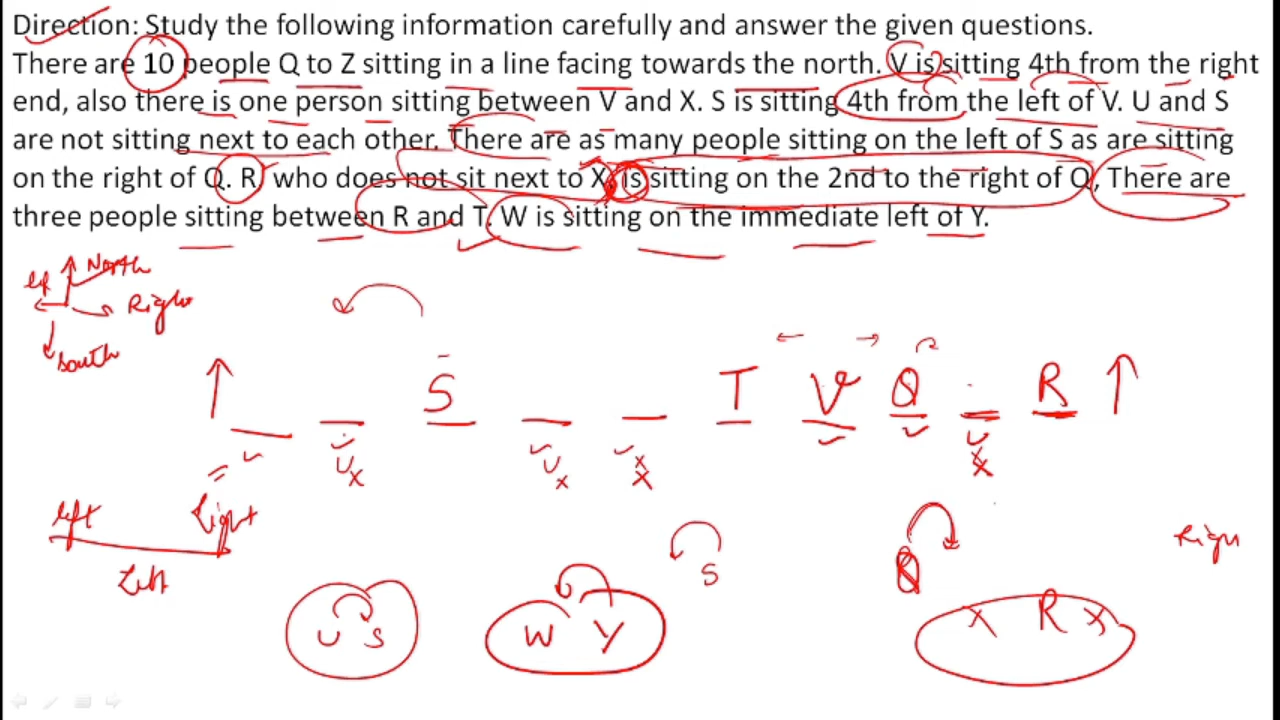 Direction: Study the following information carefully and answer the given questions.
There are 10 people Q to Z sitting in a line facing towards the north. V is sitting 4th from the right
end, also there is one person sitting between V and X. S is sitting 4th from the left of V. U and S
are not sitting next to each other. There are as many people sitting on the left of S as are sitting
on the right of Q. R, who does not sit next to X, is sitting on the 2nd to the right of Q, There are
three people sitting between R and T. W is sitting on the immediate left of Y.
North
Right
South
S T V Q R
U X U X X X
left Right
Left
S Q Righ
U S W Y X R X